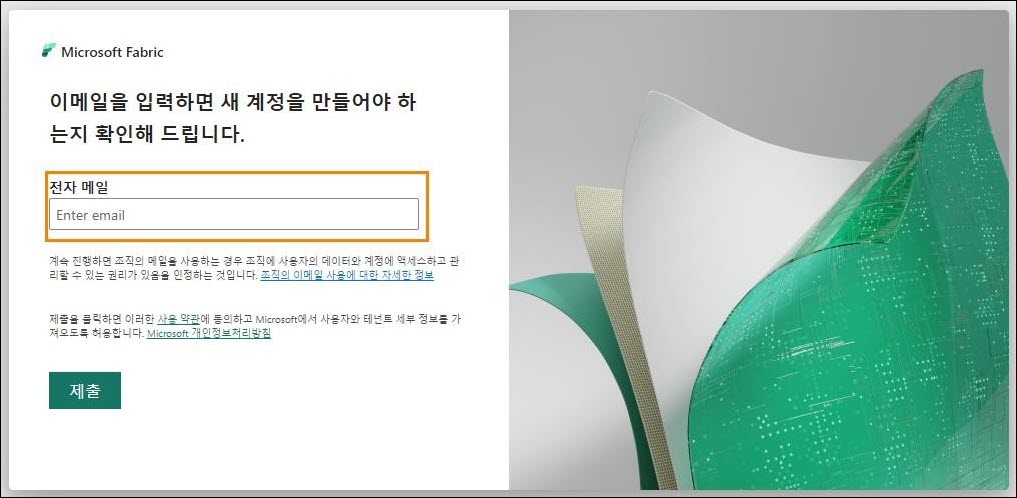 Microsoft Fabric
이메일을 입력하면 새 계정을 만들어야 하
는지 확인해 드립니다.
전자 메일
Enter email
계속 진행하면 조직의 메일을 사용하는 경우 조직에 사용자의 데이터와 계정에 액세스하고 관
리할 수 있는 권리가 있음을 인정하는 것입니다. 조직의 이메일 사용에 대한 자세한 정보
제출을 클릭하면 이러한 사용 약관에 동의하고 Microsoft에서 사용자와 테넌트 세부 정보를 가
져오도록 허용합니다. Microsoft 개인정보처리방침
제출